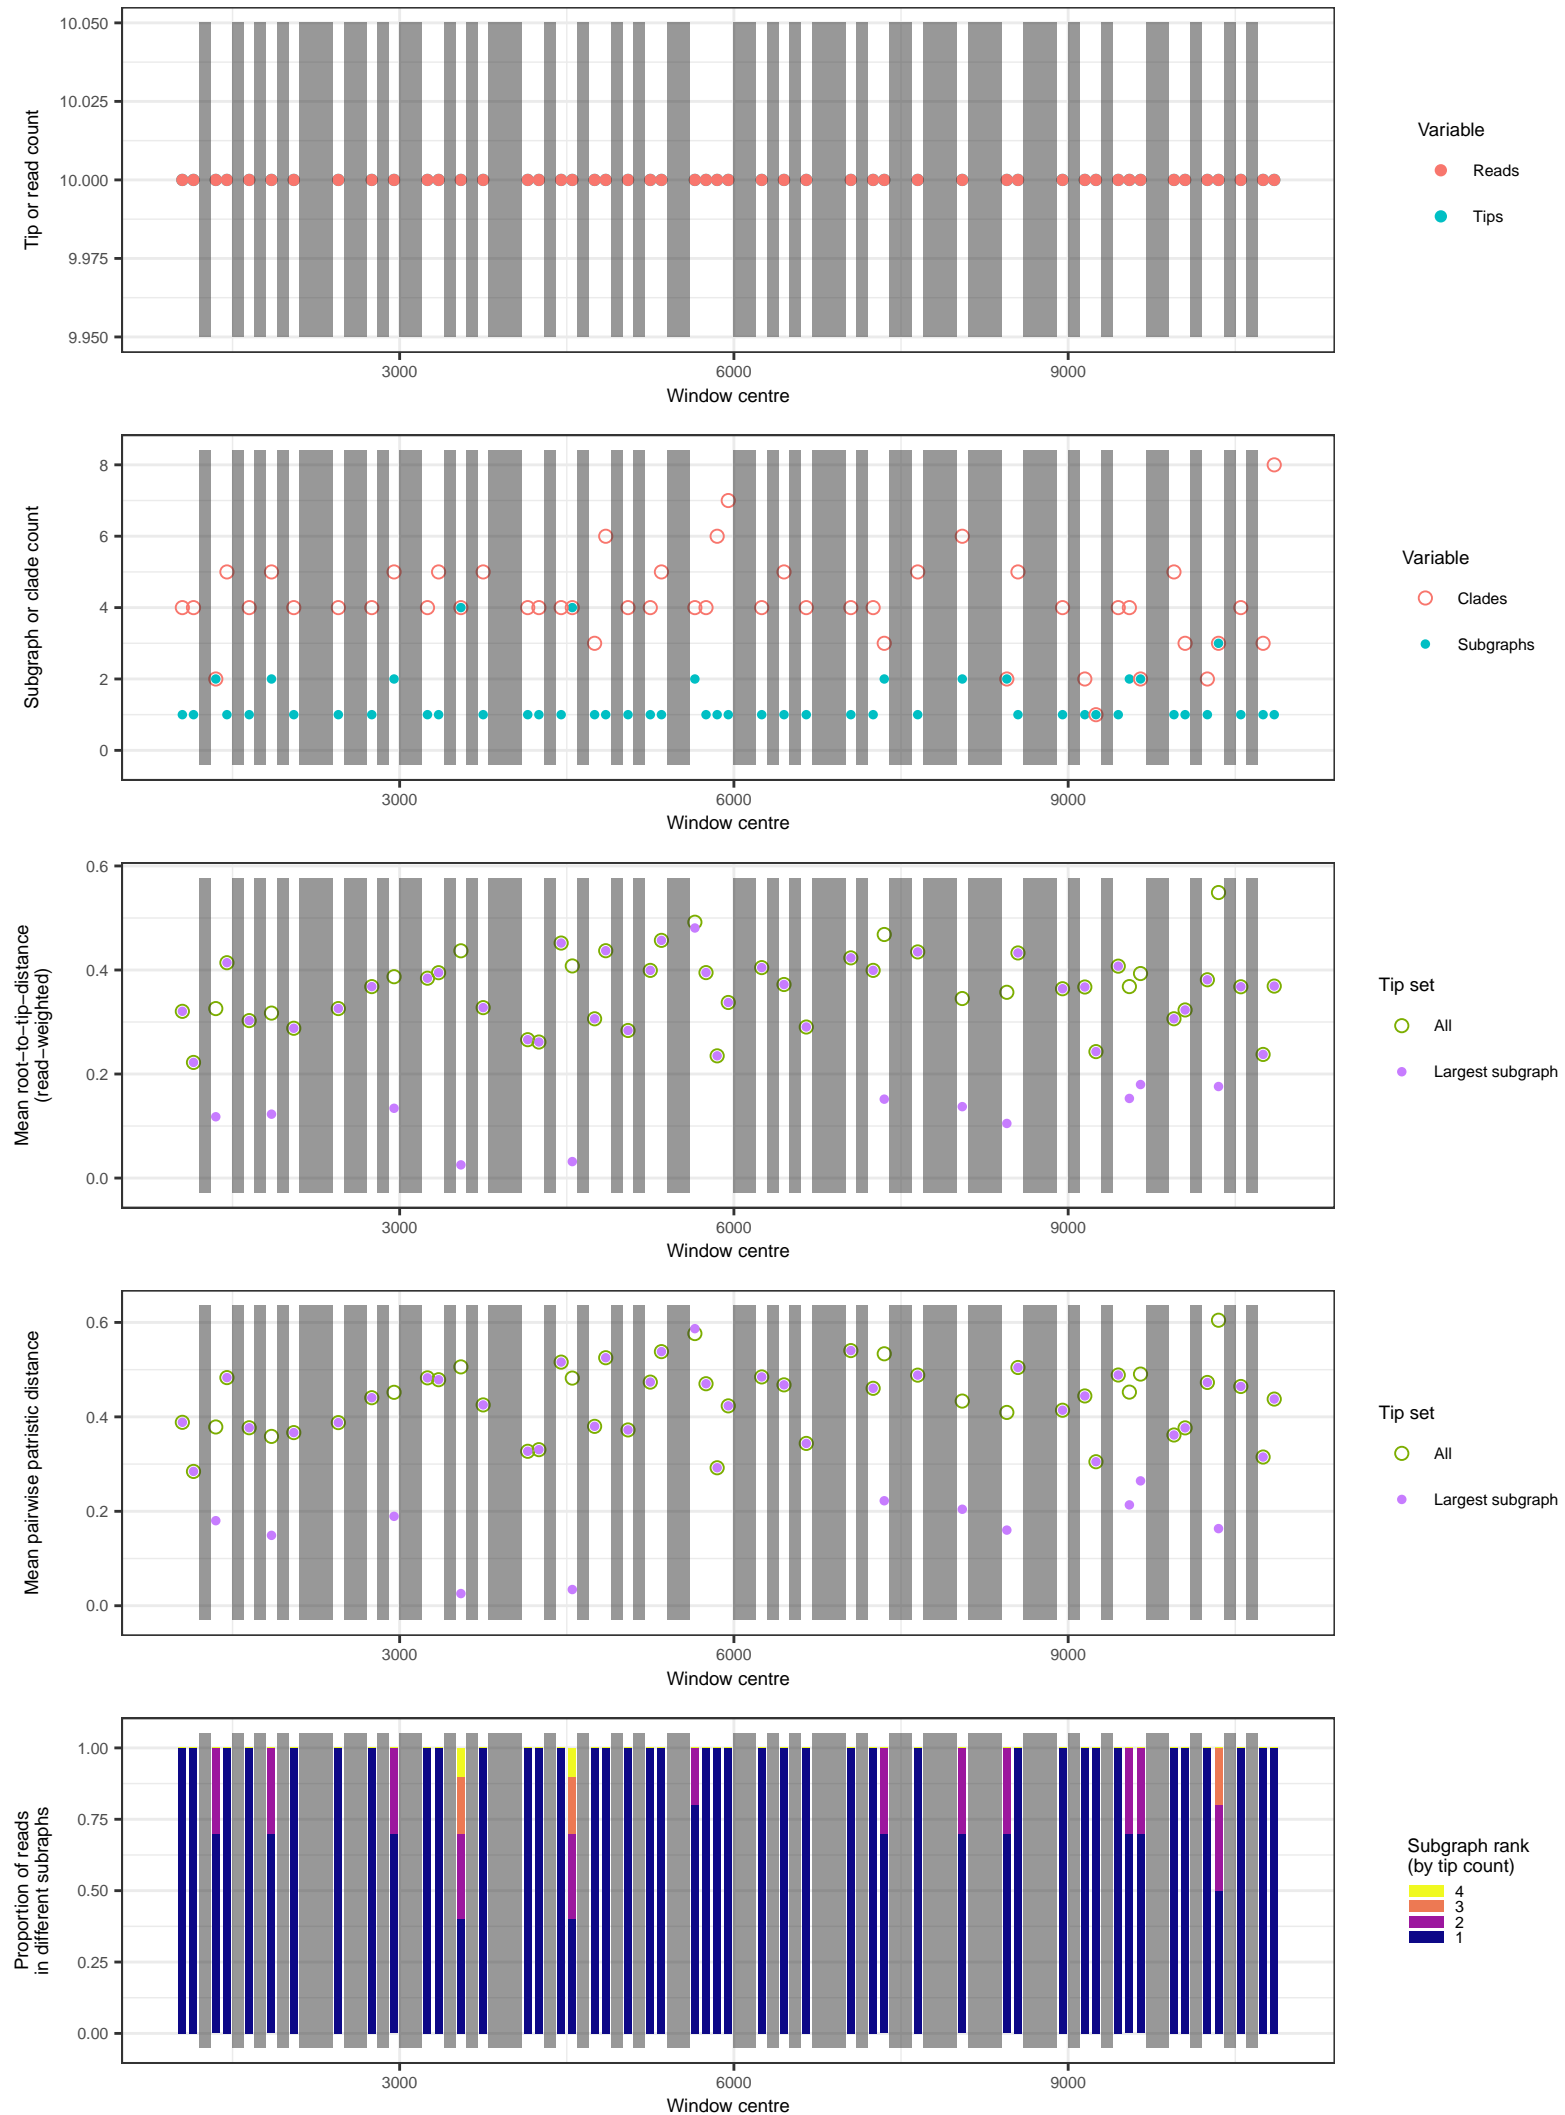 10.050
10.025
10.000
9.975
9.950
Tip or read count
3000
6000
9000
Window centre
Variable
Reads
Tips
8
6
4
2
0
Subgraph or clade count
3000
6000
9000
Window centre
Variable
Clades
Subgraphs
0.6
0.4
0.2
0.0
Mean root−to−tip−distance
(read−weighted)
3000
6000
9000
Window centre
Tip set
All
Largest subgraph
0.6
0.4
0.2
0.0
Mean pairwise patristic distance
3000
6000
9000
Window centre
Tip set
All
Largest subgraph
1.00
0.75
0.50
0.25
0.00
Proportion of reads
in different subraphs
3000
6000
9000
Window centre
Subgraph rank
(by tip count)
4
3
2
1